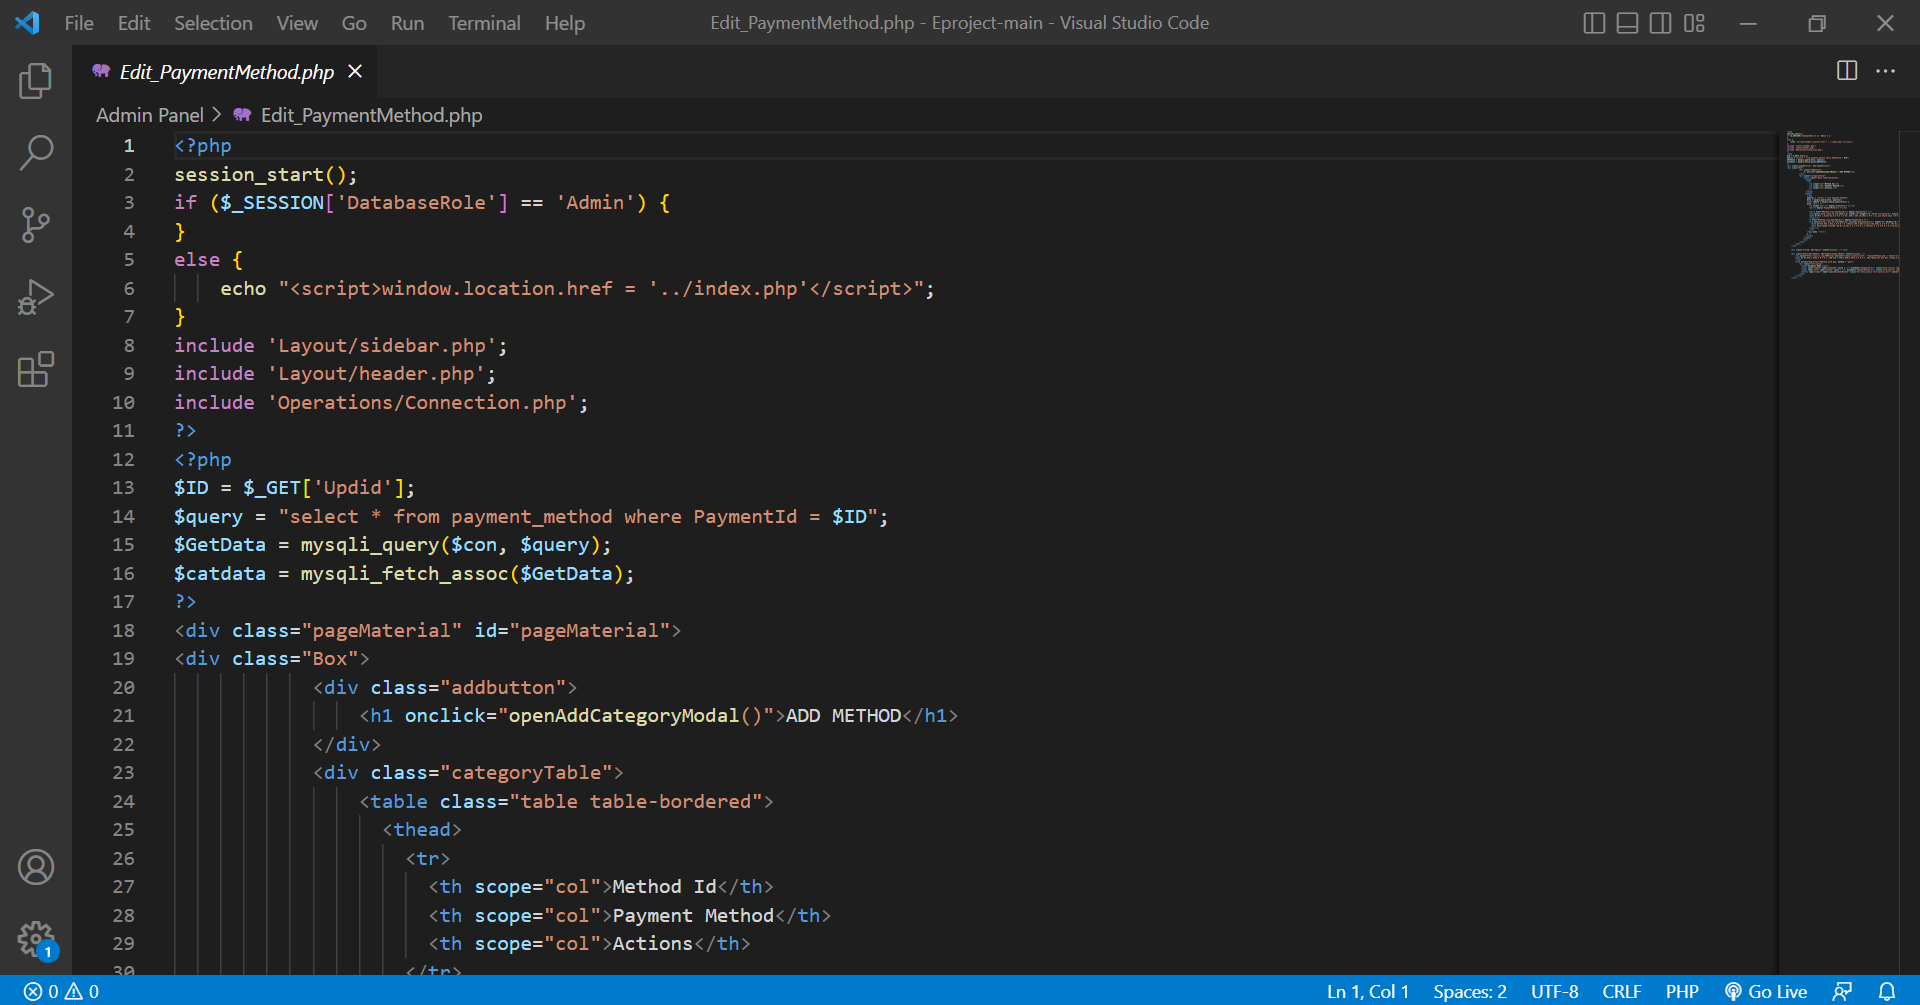 File Edit Selection View Go Run Terminal Help Edit_PaymentMethod.php - Eproject-main - Visual Studio Code
Edit_PaymentMethod.php
Admin Panel > Edit_PaymentMethod.php
1 <?php
2 session_start();
3 if ($_SESSION['DatabaseRole'] == 'Admin') {
4 }
5 else {
6 echo "<script>window.location.href = '../index.php'</script>";
7 }
8 include 'Layout/sidebar.php';
9 include 'Layout/header.php';
10 include 'Operations/Connection.php';
11 ?>
12 <?php
13 $ID = $_GET['Updid'];
14 $query = "select * from payment_method where PaymentId = $ID";
15 $GetData = mysqli_query($con, $query);
16 $catdata = mysqli_fetch_assoc($GetData);
17 ?>
18 <div class="pageMaterial" id="pageMaterial">
19 <div class="Box">
20 <div class="addbutton">
21 <h1 onclick="openAddCategoryModal()">ADD METHOD</h1>
22 </div>
23 <div class="categoryTable">
24 <table class="table table-bordered">
25 <thead>
26 <tr>
27 <th scope="col">Method Id</th>
28 <th scope="col">Payment Method</th>
29 <th scope="col">Actions</th>
30 </tr>
1
0 0 Ln 1, Col 1 Spaces: 2 UTF-8 CRLF PHP Go Live